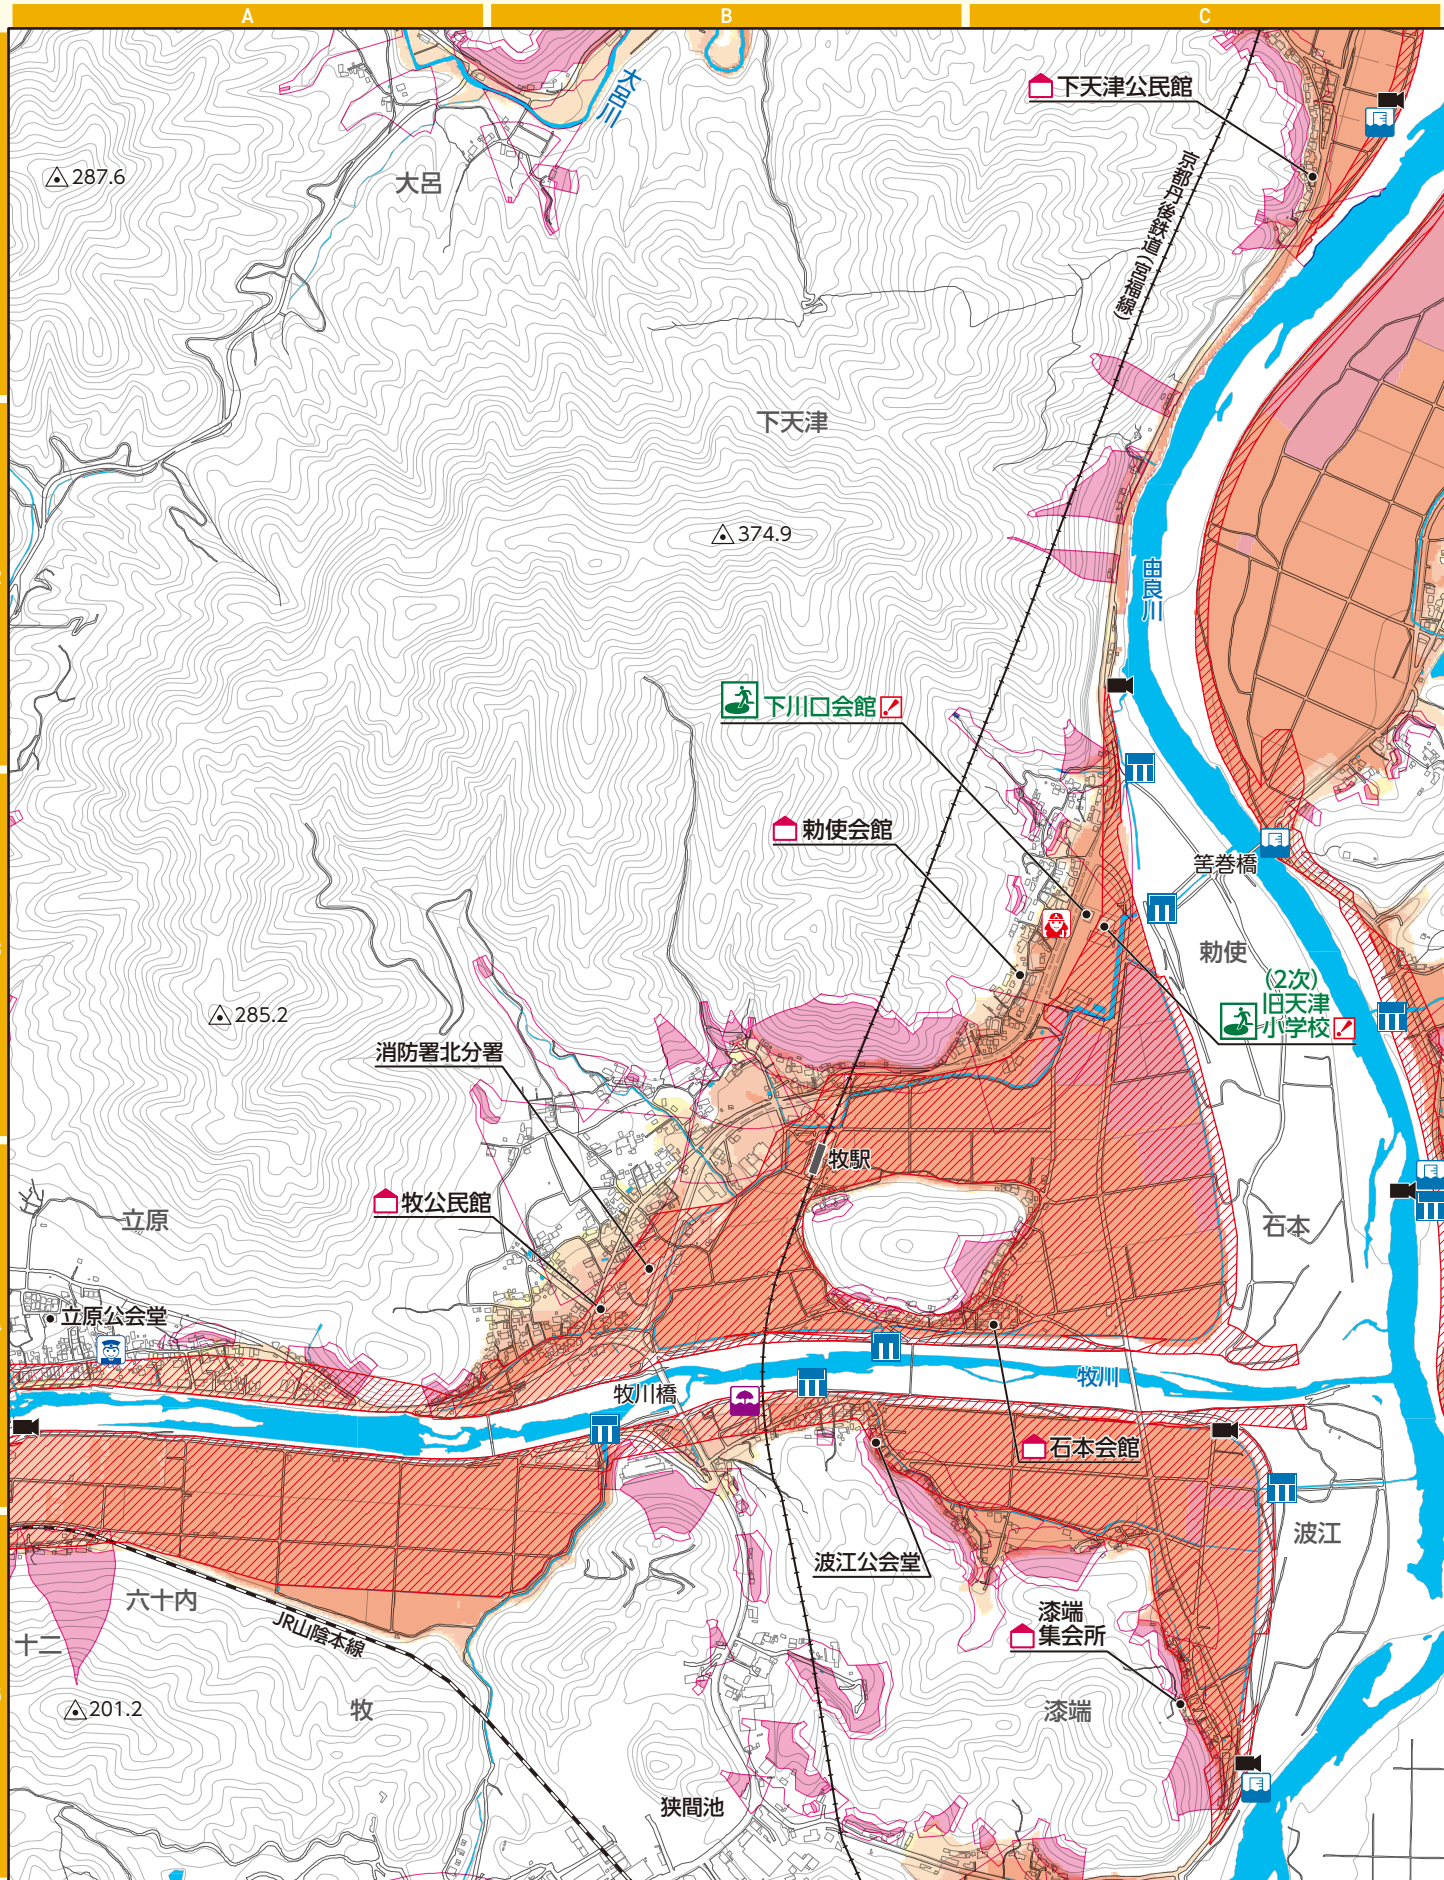 A
B
C
下天津公民館
大呂川
287.6
大呂
京都丹後鉄道(宮福線)
下天津
374.9
由良川
下川口会館
勅使会館
筈巻橋
勅使
(2次)
旧天津
小学校
285.2
消防署北分署
牧駅
牧公民館
立原
石本
立原公会堂
牧川
牧川橋
石本会館
波江
波江公会堂
六十内
JR山陰本線
漆端
集会所
十二
201.2
牧
漆端
狭間池